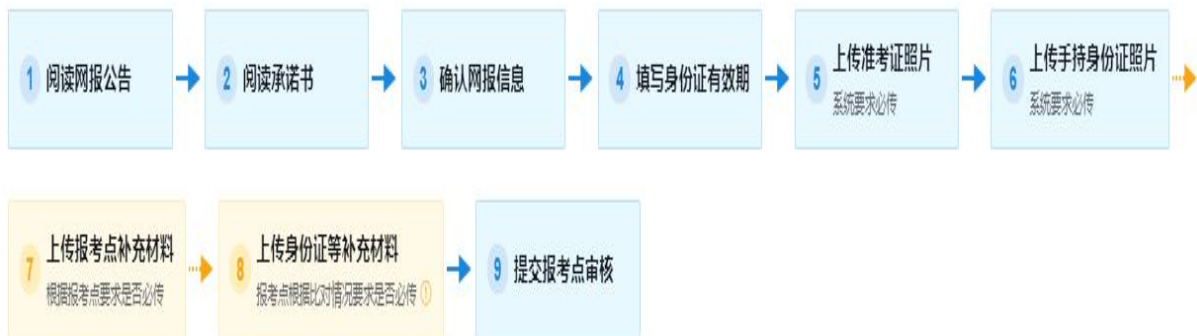 1 阅读网报公告
2 阅读承诺书
3 确认网报信息
4 填写身份证有效期
5 上传准考证照片
系统要求必传
6 上传手持身份证照片
系统要求必传
7 上传报考点补充材料
根据报考点要求是否必传
8 上传身份证等补充材料
报考点根据比对情况要求是否必传
9 提交报考点审核